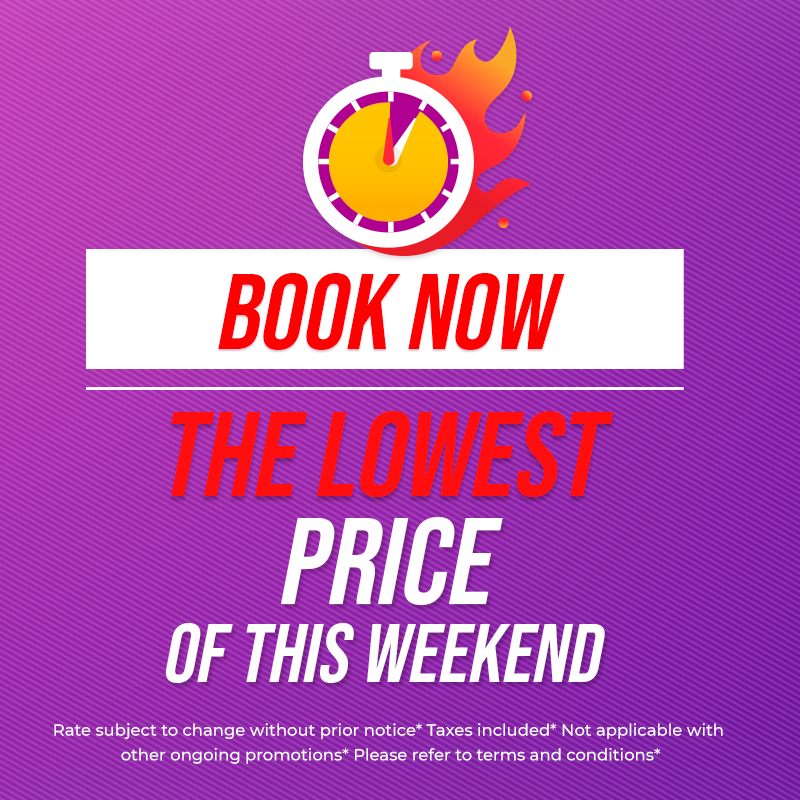 BOOK NOW
THE LOWEST
PRICE
OF THIS WEEKEND
Rate subject to change without prior notice* Taxes included* Not applicable with
other ongoing promotions* Please refer to terms and conditions*